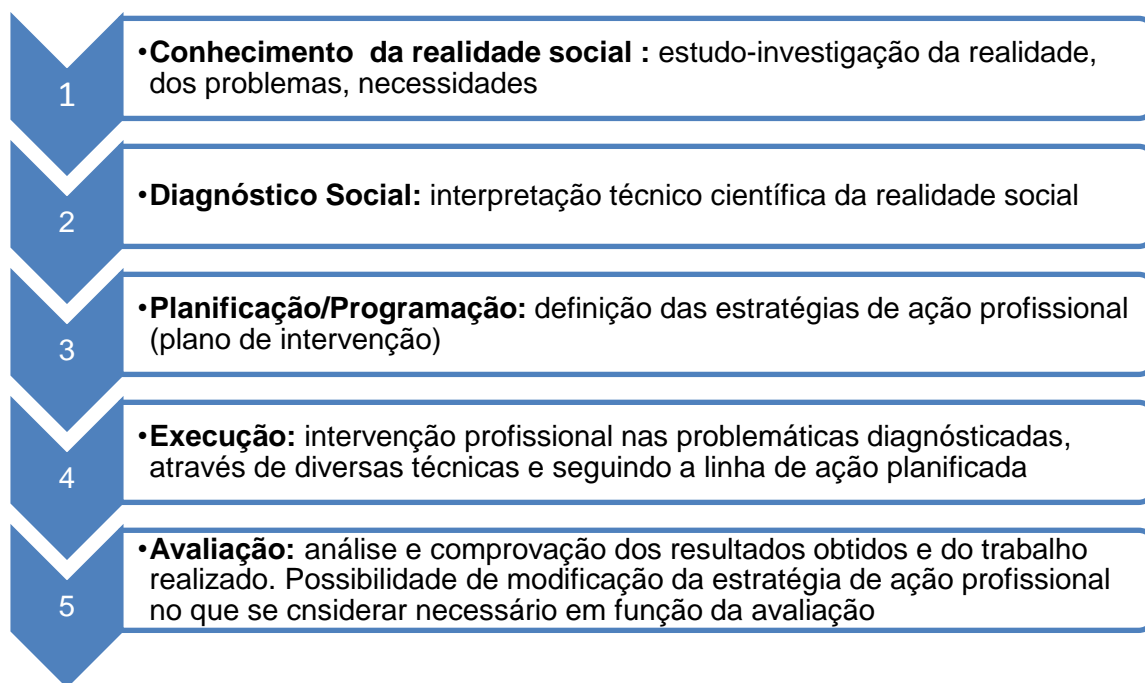 1
•Conhecimento da realidade social : estudo-investigação da realidade,
dos problemas, necessidades
2
•Diagnóstico Social: interpretação técnico científica da realidade social
3
•Planificação/Programação: definição das estratégias de ação profissional
(plano de intervenção)
4
•Execução: intervenção profissional nas problemáticas diagnósticadas,
através de diversas técnicas e seguindo a linha de ação planificada
5
•Avaliação: análise e comprovação dos resultados obtidos e do trabalho
realizado. Possibilidade de modificação da estratégia de ação profissional
no que se cnsiderar necessário em função da avaliação